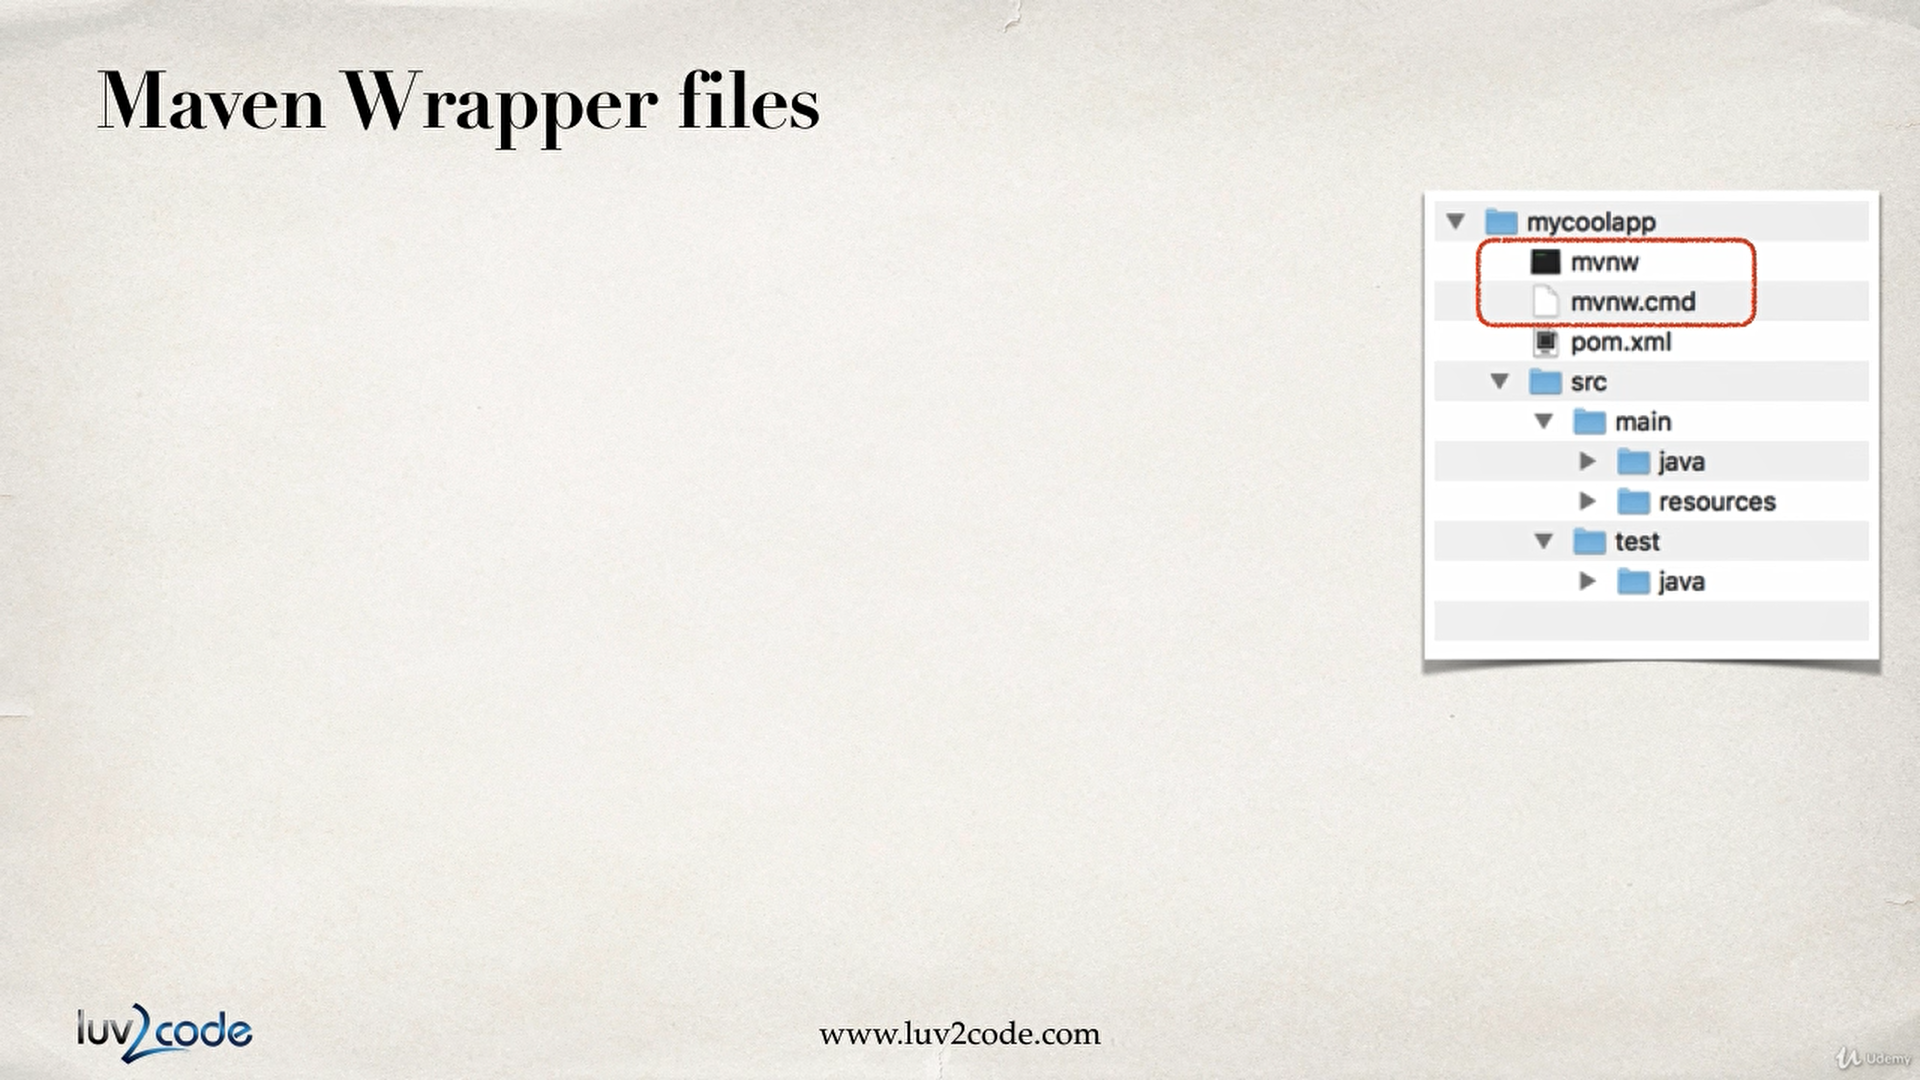 Maven Wrapper files
mycoolapp
mvnw
mvnw.cmd
pom.xml
src
main
java
resources
test
java
luv2code
www.luv2code.com
Udemy